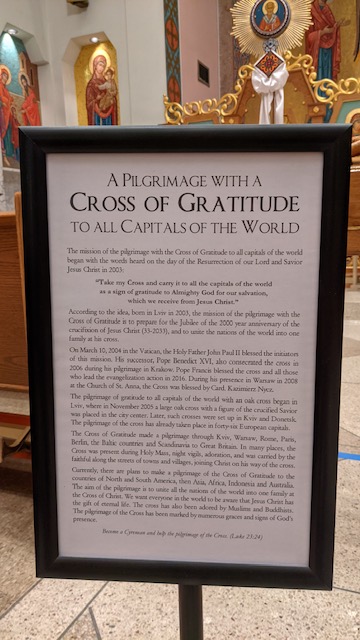 A PILGRIMAGE WITH A
CROSS OF GRATITUDE
TO ALL CAPITALS OF THE WORLD
The mission of the pilgrimage with the Cross of Gratitude to all capitals of the world
began with the words heard on the day of the Resurrection of our Lord and Savior
Jesus Christ in 2003:
"Take my Cross and carry it to all the capitals of the world
as a sign of gratitude to Almighty God for our salvation,
which we receive from Jesus Christ."
According to the idea, born in Lviv in 2003, the mission of the pilgrimage with the
Cross of Gratitude is to prepare for the Jubilee of the 2000 year anniversary of the
crucifixion of Jesus Christ (33-2033), and to unite the nations of the world into one
family at his cross.
On March 10, 2004 in the Vatican, the Holy Father John Paul II blessed the initiators
of this mission. His successor, Pope Benedict XVI, also consecrated the cross in
2006 during his pilgrimage in Krakow. Pope Francis blessed the cross and all those
who lead the evangelization action in 2016. During his presence in Warsaw in 2008
at the Church of St. Anna, the Cross was blessed by Card. Kazimierz Nycz.
The pilgrimage of gratitude to all capitals of the world with an oak cross began in
Lviv, where in November 2005 a large oak cross with a figure of the crucified Savior
was placed in the city center. Later, such crosses were set up in Kyiv and Donetsk.
The pilgrimage of the cross has already taken place in forty-six European capitals.
The Cross of Gratitude made a pilgrimage through Kyiv, Warsaw, Rome, Paris,
Berlin, the Baltic countries and Scandinavia to Great Britain. In many places, the
Cross was present during Holy Mass, night vigils, adoration, and was carried by the
faithful along the streets of towns and villages, joining Christ on his way of the cross.
Currently, there are plans to make a pilgrimage of the Cross of Gratitude to the
countries of North and South America, then Asia, Africa, Indonesia and Australia.
The aim of the pilgrimage is to unite all the nations of the world into one family at
the Cross of Christ. We want everyone in the world to be aware that Jesus Christ has
the gift of eternal life. The cross has also been adored by Muslims and Buddhists.
The pilgrimage of the Cross has been marked by numerous graces and signs of God's
presence.
Become a Cyrenean and help the pilgrimage of the Cross. (Luke 23:24)